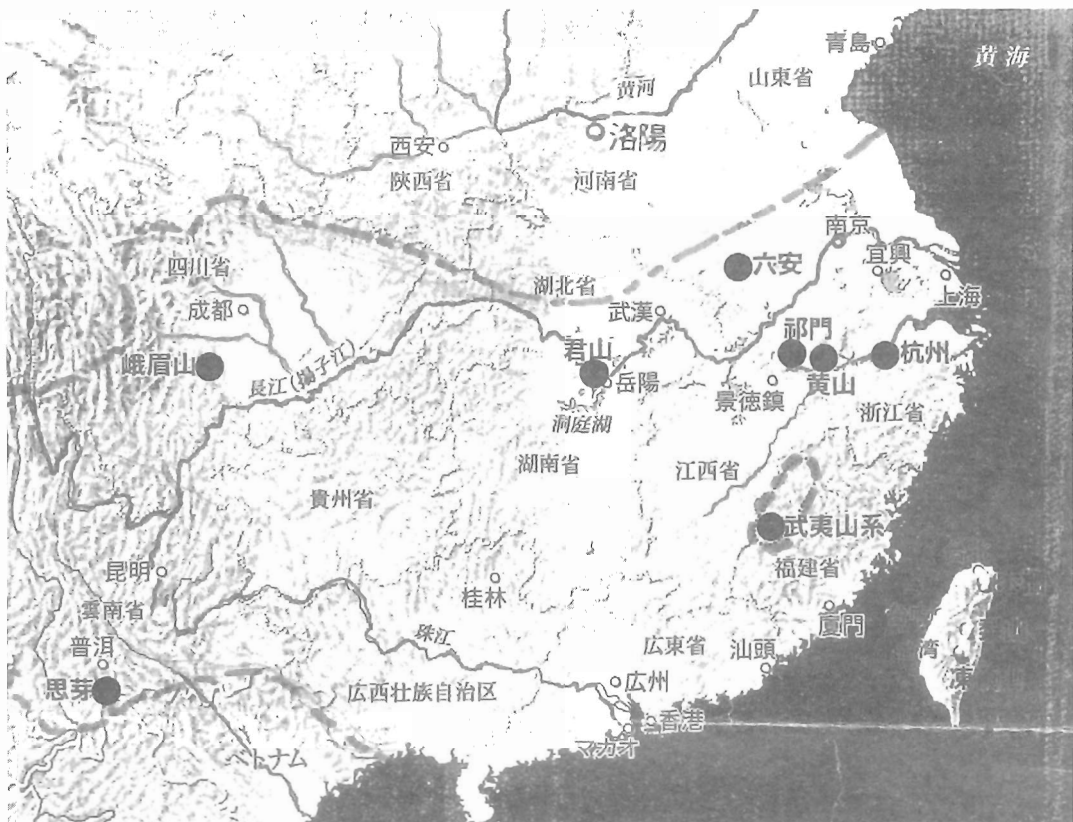 青島
黄海
山東省
黄河
洛陽
西安
陝西省
河南省
南京
六安
宜興
四川省
湖北省
上海
成都
武漢
祁門
君山
杭州
峨眉山
長江(揚子江)
岳陽
黄山
景徳鎮
洞庭湖
浙江省
湖南省
江西省
貴州省
武夷山系
昆明
福建省
桂林
雲南省
厦門
珠江
広東省
汕頭
普洱
湾
東
思芽
広州
広西壮族自治区
香港
マカオ
ベトナム